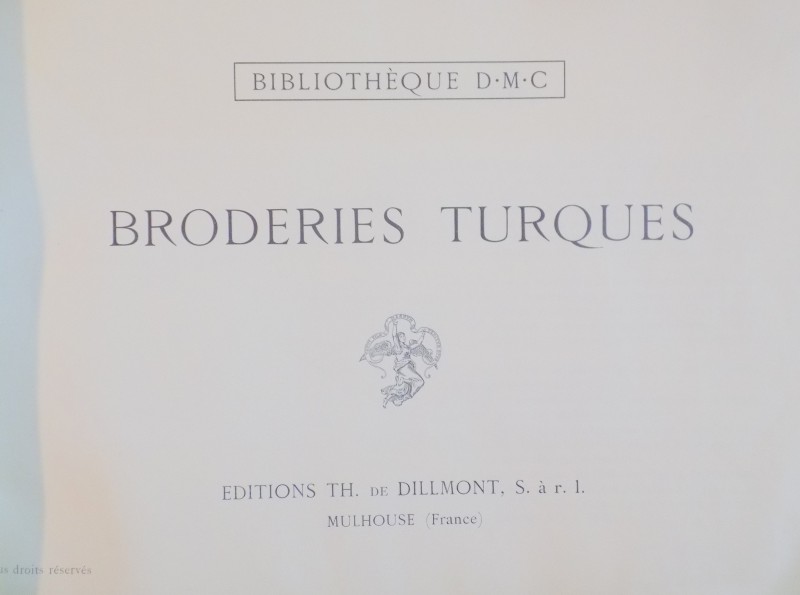 BIBLIOTHÈQUE D·M·C
BRODERIES TURQUES
EDITIONS TH. DE DILLMONT, S. à r. l.
MULHOUSE (France)
droits réservés